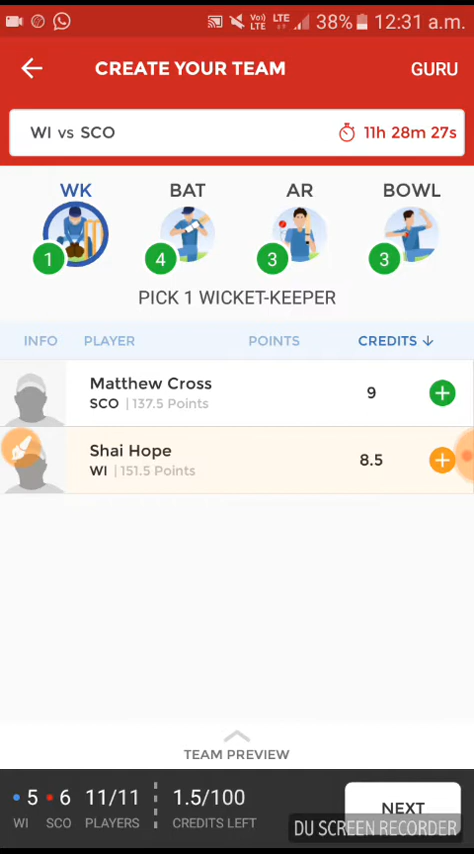 Vo) LTE LTE 38% 12:31 a.m.
CREATE YOUR TEAM GURU
WI vs SCO 11h 28m 27s
WK BAT AR BOWL
1 4 3 3
PICK 1 WICKET-KEEPER
INFO PLAYER POINTS CREDITS ↓
Matthew Cross
SCO | 137.5 Points 9
Shai Hope
WI | 151.5 Points 8.5
TEAM PREVIEW
5 6 11/11 1.5/100
WI SCO PLAYERS CREDITS LEFT
NEXT
DU SCREEN RECORDER